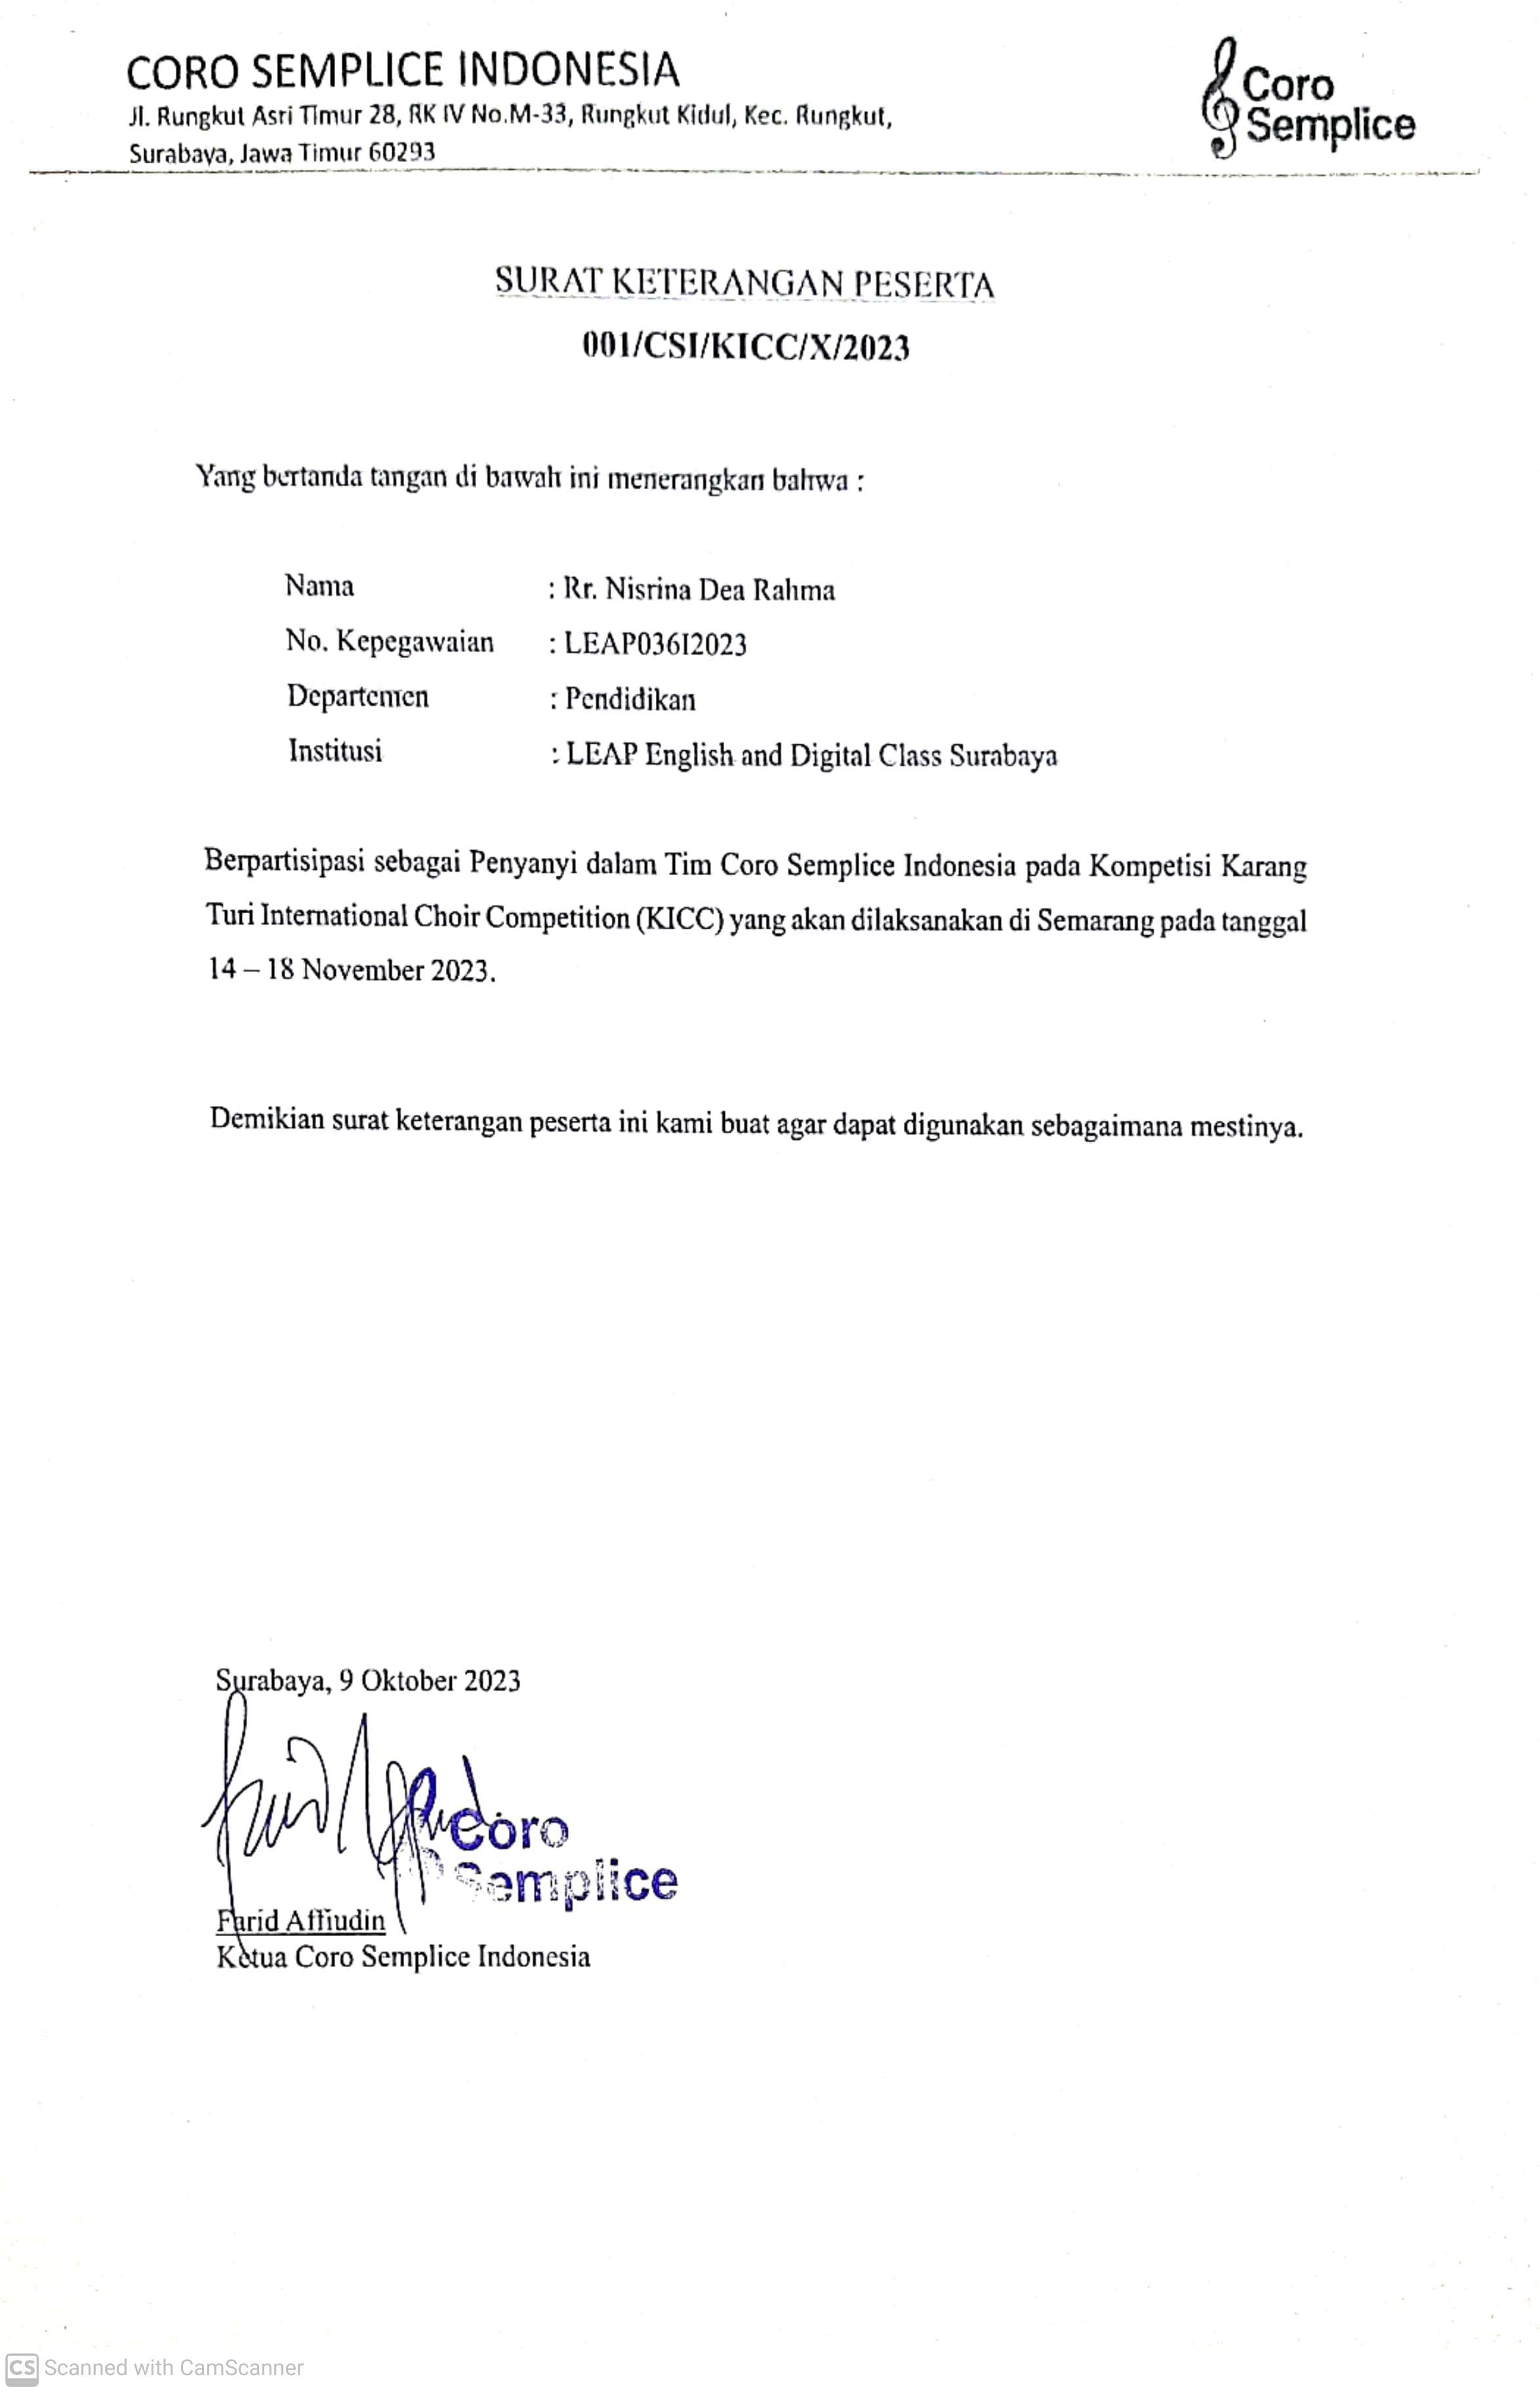 CORO SEMPLICE INDONESIA
Jl. Rungkut Asri Timur 28, RK IV No.M-33, Rungkut Kidul, Kec. Rungkut,
Surabaya, Jawa Timur 60293
Coro
Semplice
SURAT KETERANGAN PESERTA
001/CSI/KICC/X/2023
Yang bertanda tangan di bawah ini menerangkan bahwa :
Nama : Rr. Nisrina Dea Rahma
No. Kepegawaian : LEAP036I2023
Departemen : Pendidikan
Institusi : LEAP English and Digital Class Surabaya
Berpartisipasi sebagai Penyanyi dalam Tim Coro Semplice Indonesia pada Kompetisi Karang
Turi International Choir Competition (KICC) yang akan dilaksanakan di Semarang pada tanggal
14 – 18 November 2023.
Demikian surat keterangan peserta ini kami buat agar dapat digunakan sebagaimana mestinya.
Surabaya, 9 Oktober 2023
Coro
Semplice
Farid Affiudin
Ketua Coro Semplice Indonesia
CS Scanned with CamScanner